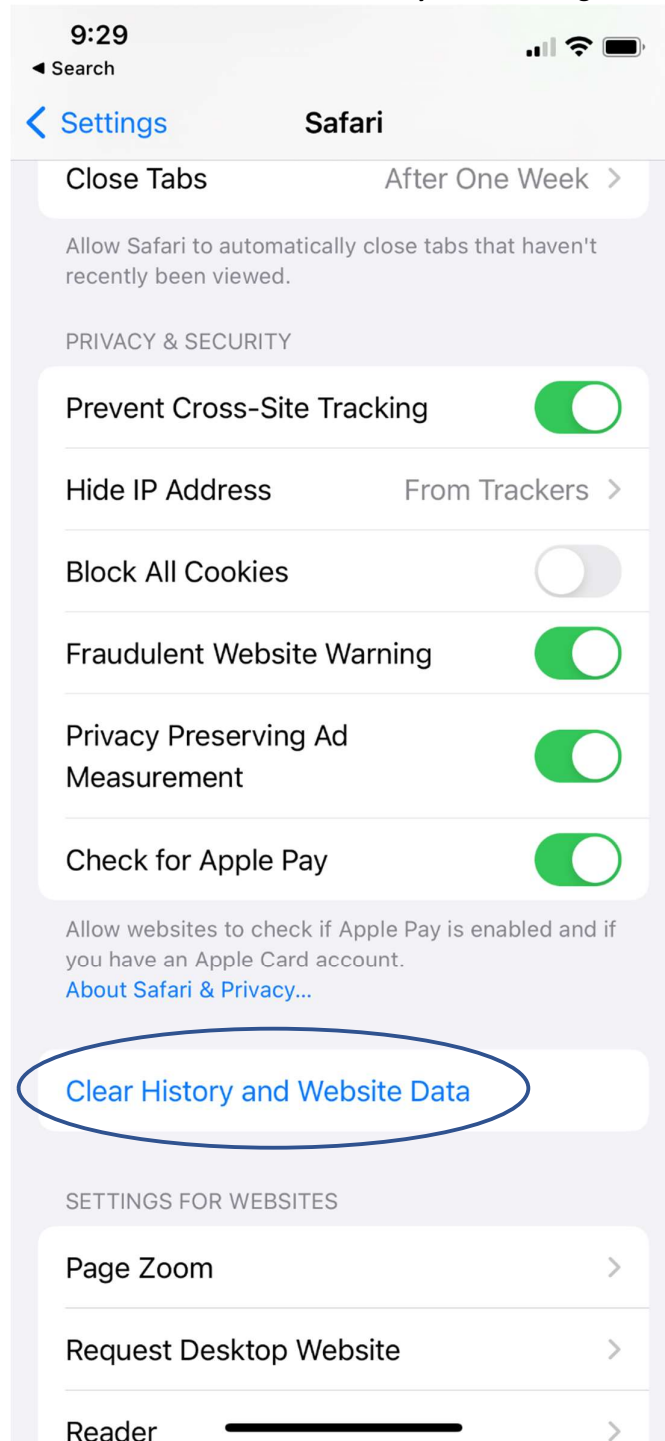 9:29
◀ Search
Settings Safari
Close Tabs After One Week
Allow Safari to automatically close tabs that haven't
recently been viewed.
PRIVACY & SECURITY
Prevent Cross-Site Tracking
Hide IP Address From Trackers
Block All Cookies
Fraudulent Website Warning
Privacy Preserving Ad
Measurement
Check for Apple Pay
Allow websites to check if Apple Pay is enabled and if
you have an Apple Card account.
About Safari & Privacy...
Clear History and Website Data
SETTINGS FOR WEBSITES
Page Zoom
Request Desktop Website
Reader